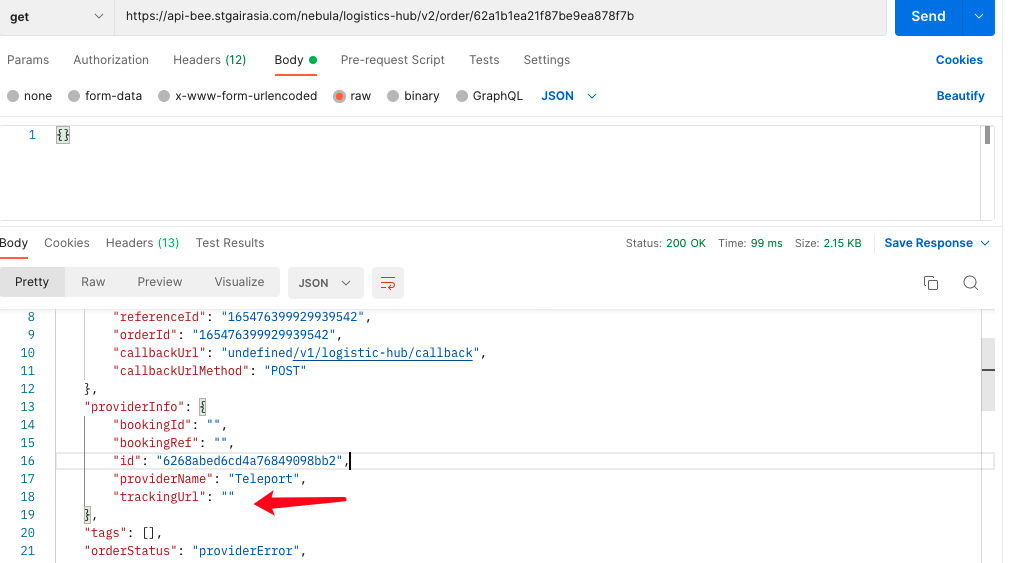 get https://api-bee.stgairasia.com/nebula/logistics-hub/v2/order/62a1b1ea21f87be9ea878f7b Send
Params Authorization Headers (12) Body Pre-request Script Tests Settings Cookies
none form-data x-www-form-urlencoded raw binary GraphQL JSON Beautify
1 {}
Body Cookies Headers (13) Test Results Status: 200 OK Time: 99 ms Size: 2.15 KB Save Response
Pretty Raw Preview Visualize JSON
8 "referenceId": "165476399929939542",
9 "orderId": "165476399929939542",
10 "callbackUrl": "undefined/v1/logistic-hub/callback",
11 "callbackUrlMethod": "POST"
12 },
13 "providerInfo": {
14 "bookingId": "",
15 "bookingRef": "",
16 "id": "6268abed6cd4a76849098bb2",
17 "providerName": "Teleport",
18 "trackingUrl": ""
19 },
20 "tags": [],
21 "orderStatus": "providerError",